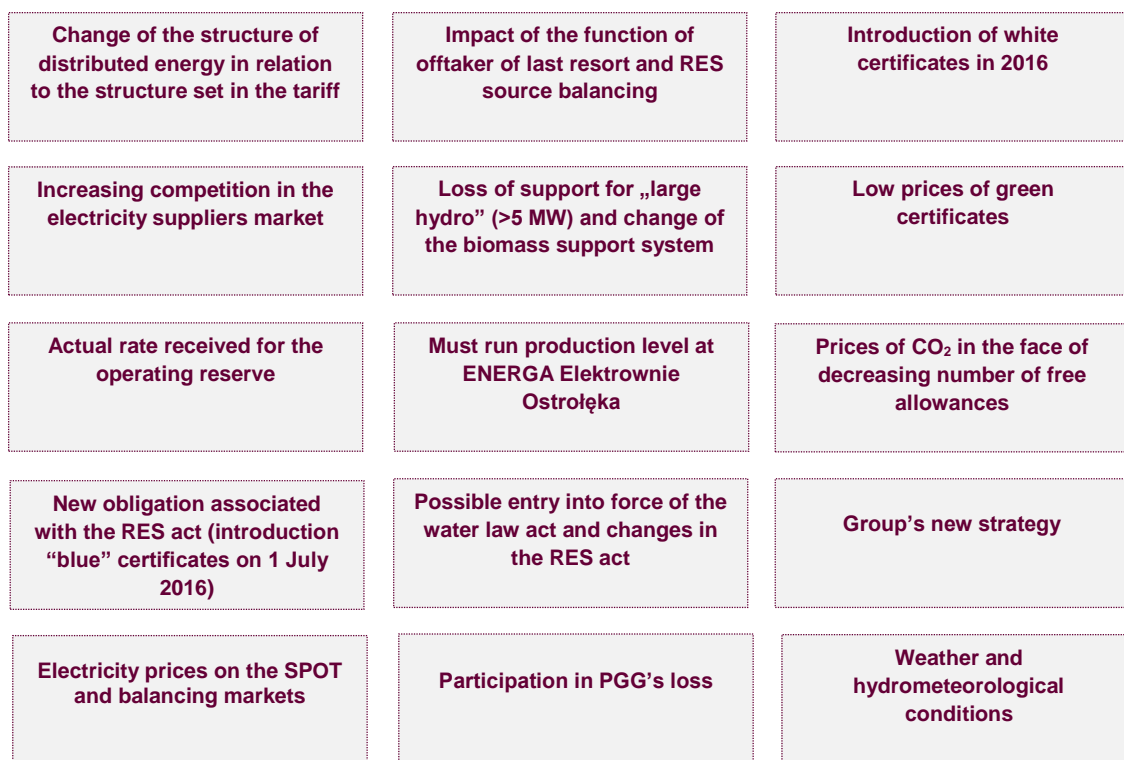 Change of the structure of
distributed energy in relation
to the structure set in the tariff
Impact of the function of
offtaker of last resort and RES
source balancing
Introduction of white
certificates in 2016
Increasing competition in the
electricity suppliers market
Loss of support for „large
hydro” (>5 MW) and change of
the biomass support system
Low prices of green
certificates
Actual rate received for the
operating reserve
Must run production level at
ENERGA Elektrownie
Ostrołęka
Prices of CO₂ in the face of
decreasing number of free
allowances
New obligation associated
with the RES act (introduction
“blue” certificates on 1 July
2016)
Possible entry into force of the
water law act and changes in
the RES act
Group’s new strategy
Electricity prices on the SPOT
and balancing markets
Participation in PGG’s loss
Weather and
hydrometeorological
conditions